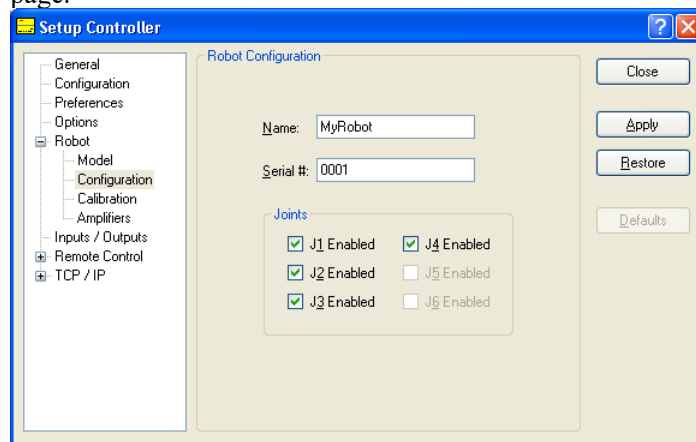 page.
Setup Controller
General
Configuration
Preferences
Options
Robot
Model
Configuration
Calibration
Amplifiers
Inputs / Outputs
Remote Control
TCP / IP
Robot Configuration
Name: MyRobot
Serial #: 0001
Joints
J1 Enabled J4 Enabled
J2 Enabled J5 Enabled
J3 Enabled J6 Enabled
Close
Apply
Restore
Defaults